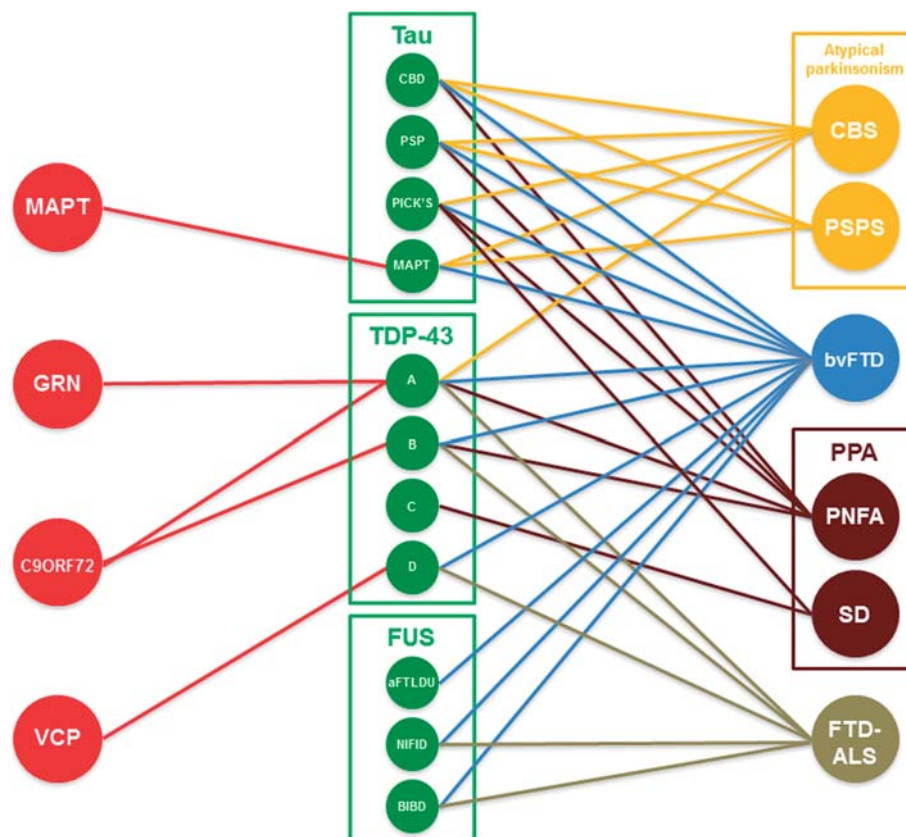 MAPT
GRN
C9ORF72
VCP
Tau
CBD
PSP
PICK'S
MAPT
TDP-43
A
B
C
D
FUS
aFTLDU
NIFID
BIBD
Atypical
parkinsonism
CBS
PSPS
bvFTD
PPA
PNFA
SD
FTD-
ALS